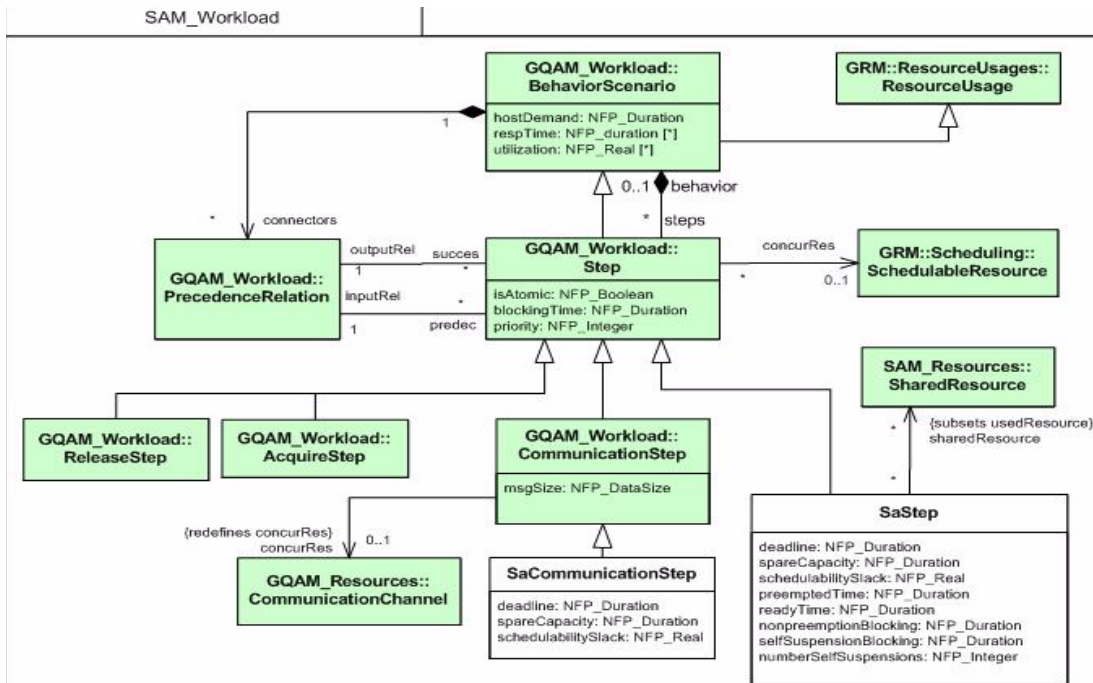 SAM_Workload
GQAM_Workload::
BehaviorScenario
hostDemand: NFP_Duration
respTime: NFP_duration [*]
utilization: NFP_Real [*]
GRM::ResourceUsages::
ResourceUsage
1
0..1
behavior
*
connectors
*
steps
GQAM_Workload::
PrecedenceRelation
outputRel
succes
1
*
inputRel
*
1
predec
GQAM_Workload::
Step
isAtomic: NFP_Boolean
blockingTime: NFP_Duration
priority: NFP_Integer
concurRes
*
0..1
GRM::Scheduling::
SchedulableResource
SAM_Resources::
SharedResource
{subsets usedResource}
*
sharedResource
*
GQAM_Workload::
ReleaseStep
GQAM_Workload::
AcquireStep
GQAM_Workload::
CommunicationStep
msgSize: NFP_DataSize
{redefines concurRes}
concurRes
0..1
GQAM_Resources::
CommunicationChannel
SaCommunicationStep
deadline: NFP_Duration
spareCapacity: NFP_Duration
schedulabilitySlack: NFP_Real
SaStep
deadline: NFP_Duration
spareCapacity: NFP_Duration
schedulabilitySlack: NFP_Real
preemptedTime: NFP_Duration
readyTime: NFP_Duration
nonpreemptionBlocking: NFP_Duration
selfSuspensionBlocking: NFP_Duration
numberSelfSuspensions: NFP_Integer